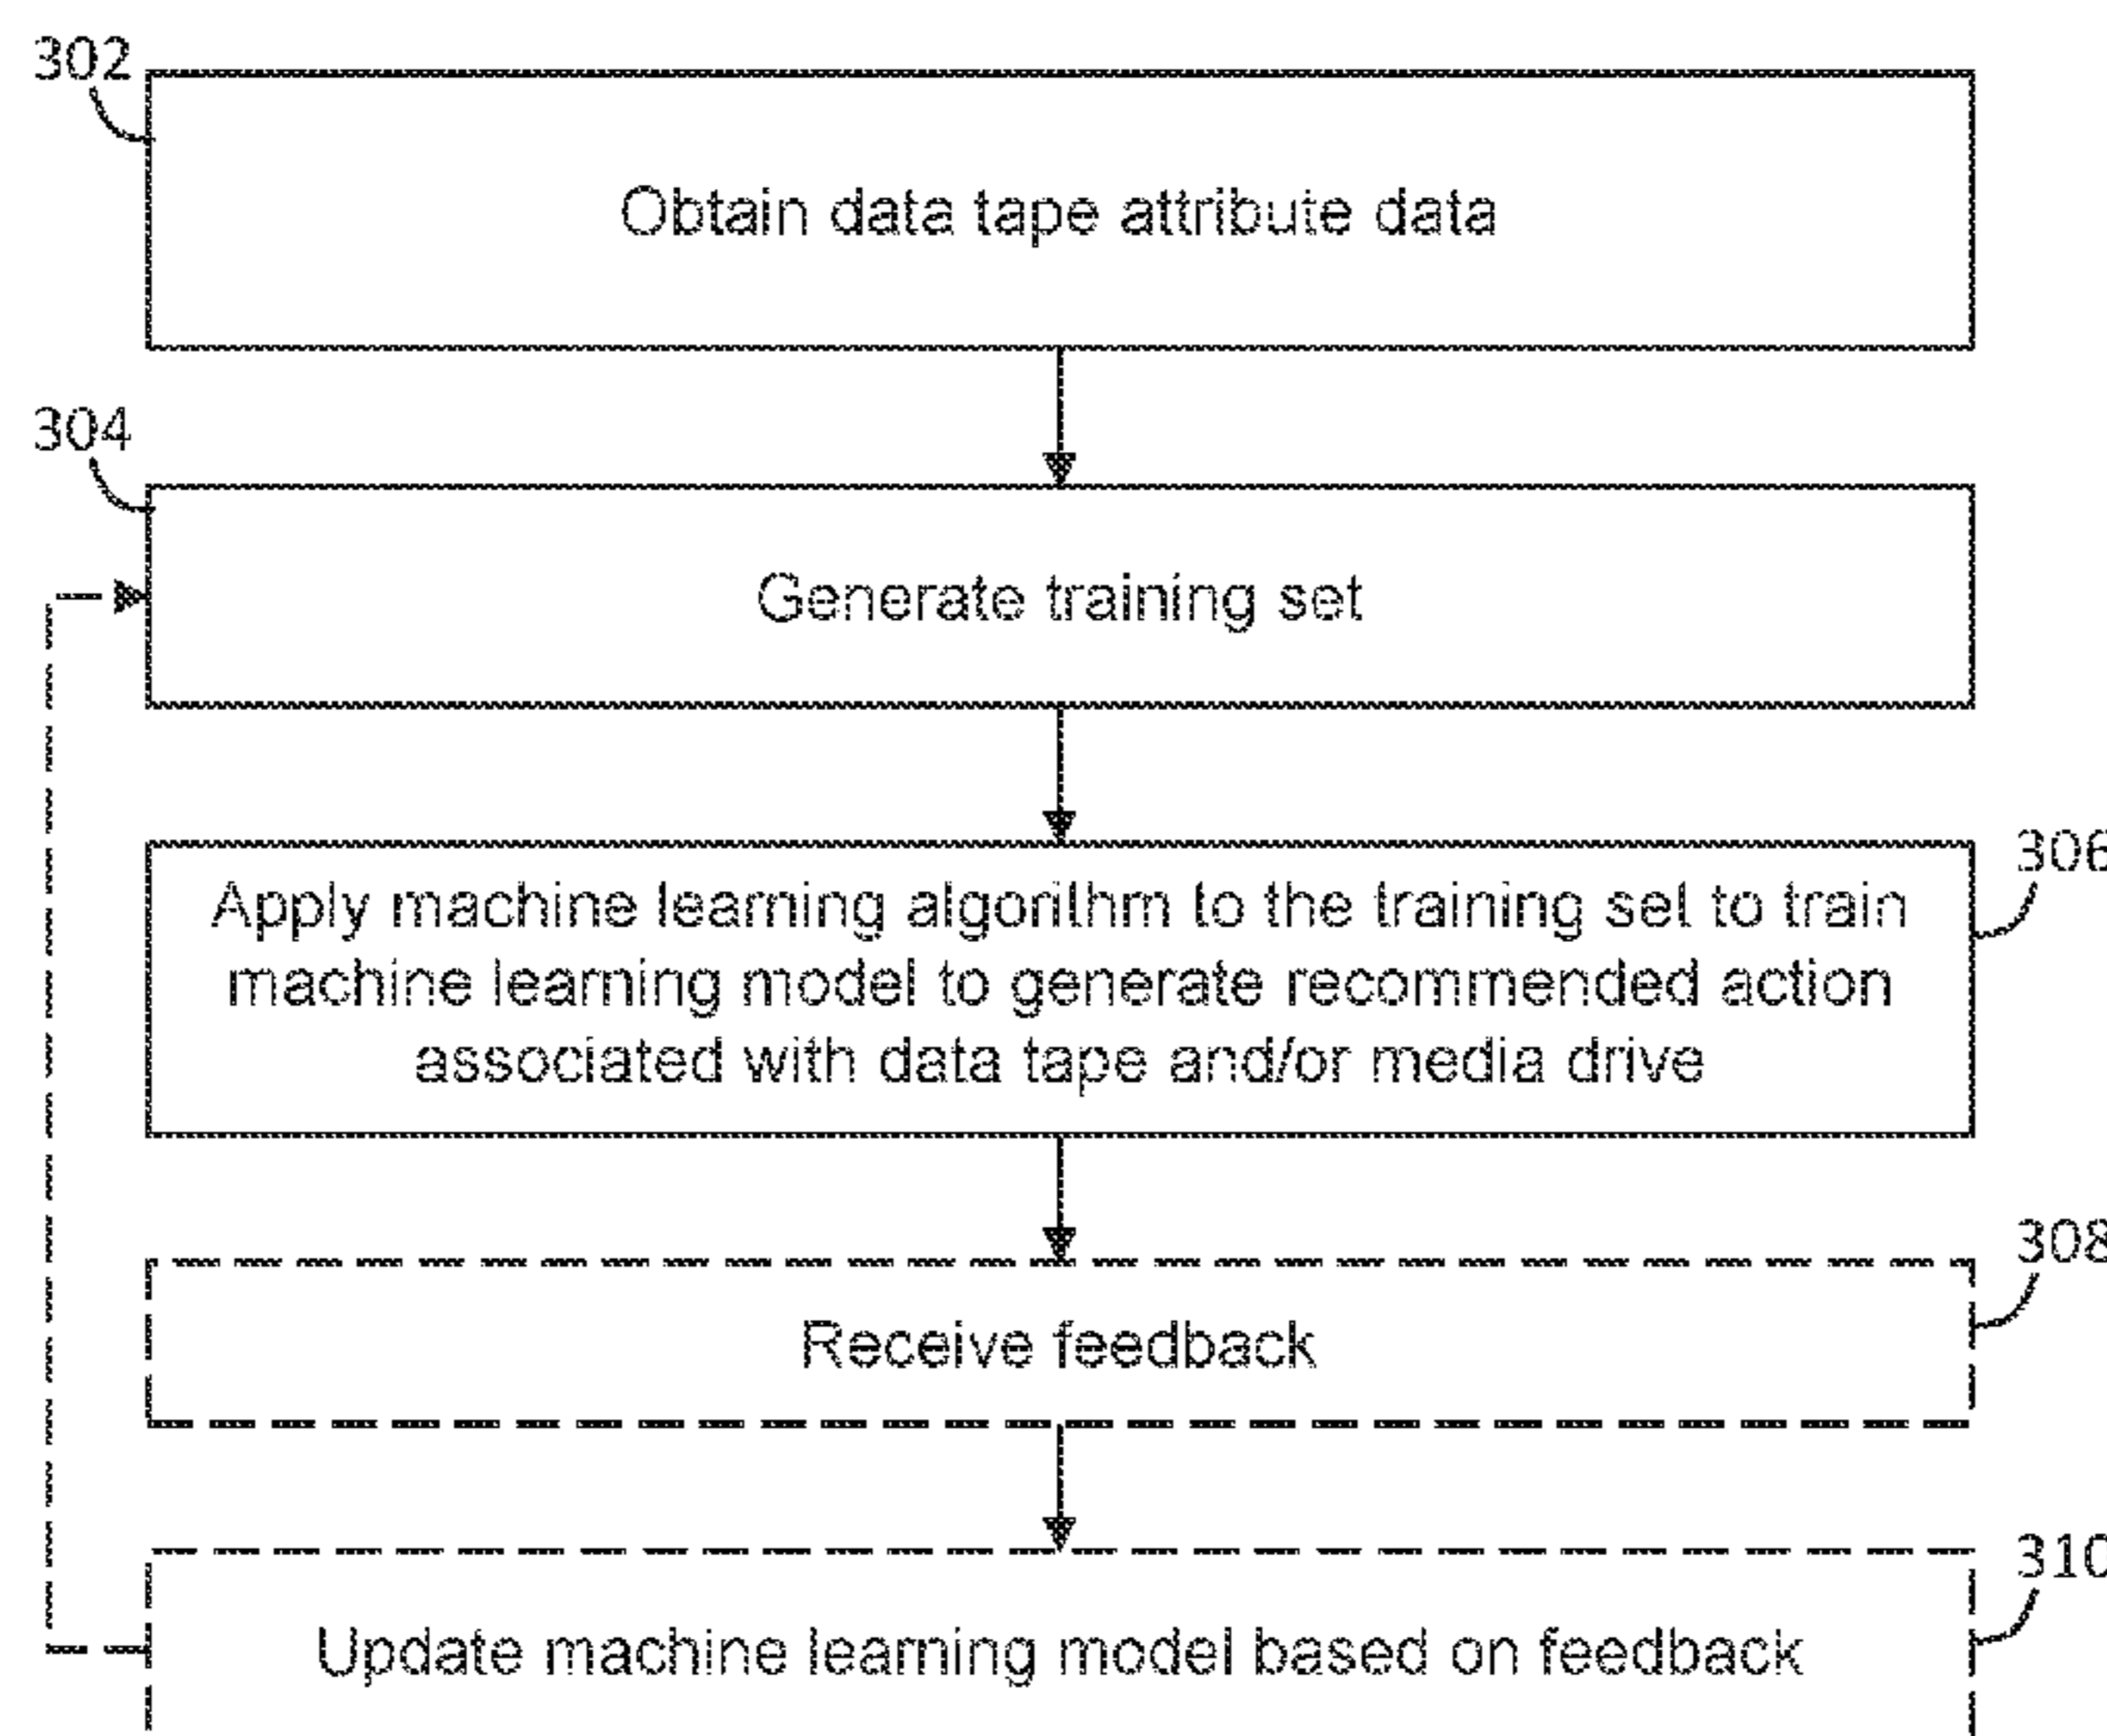 302
Obtain data tape attribute data
304
Generate training set
306
Apply machine learning algorithm to the training set to train
machine learning model to generate recommended action
associated with data tape and/or media drive
308
Receive feedback
310
Update machine learning model based on feedback